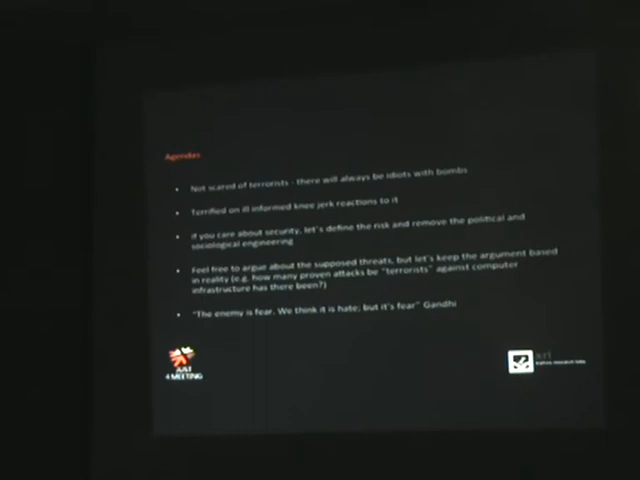 Agendas
• Not scared of terrorists - there will always be idiots with bombs
• Terrified on ill informed knee jerk reactions to it
• If you care about security, let's define the risk and remove the political and
sociological engineering
• Feel free to argue about the supposed threats, but let's keep the argument based
in reality (e.g. how many proven attacks be "terrorists" against computer
infrastructure has there been?)
• "The enemy is fear. We think it is hate; but it's fear" Gandhi
JUST
4 MEETING